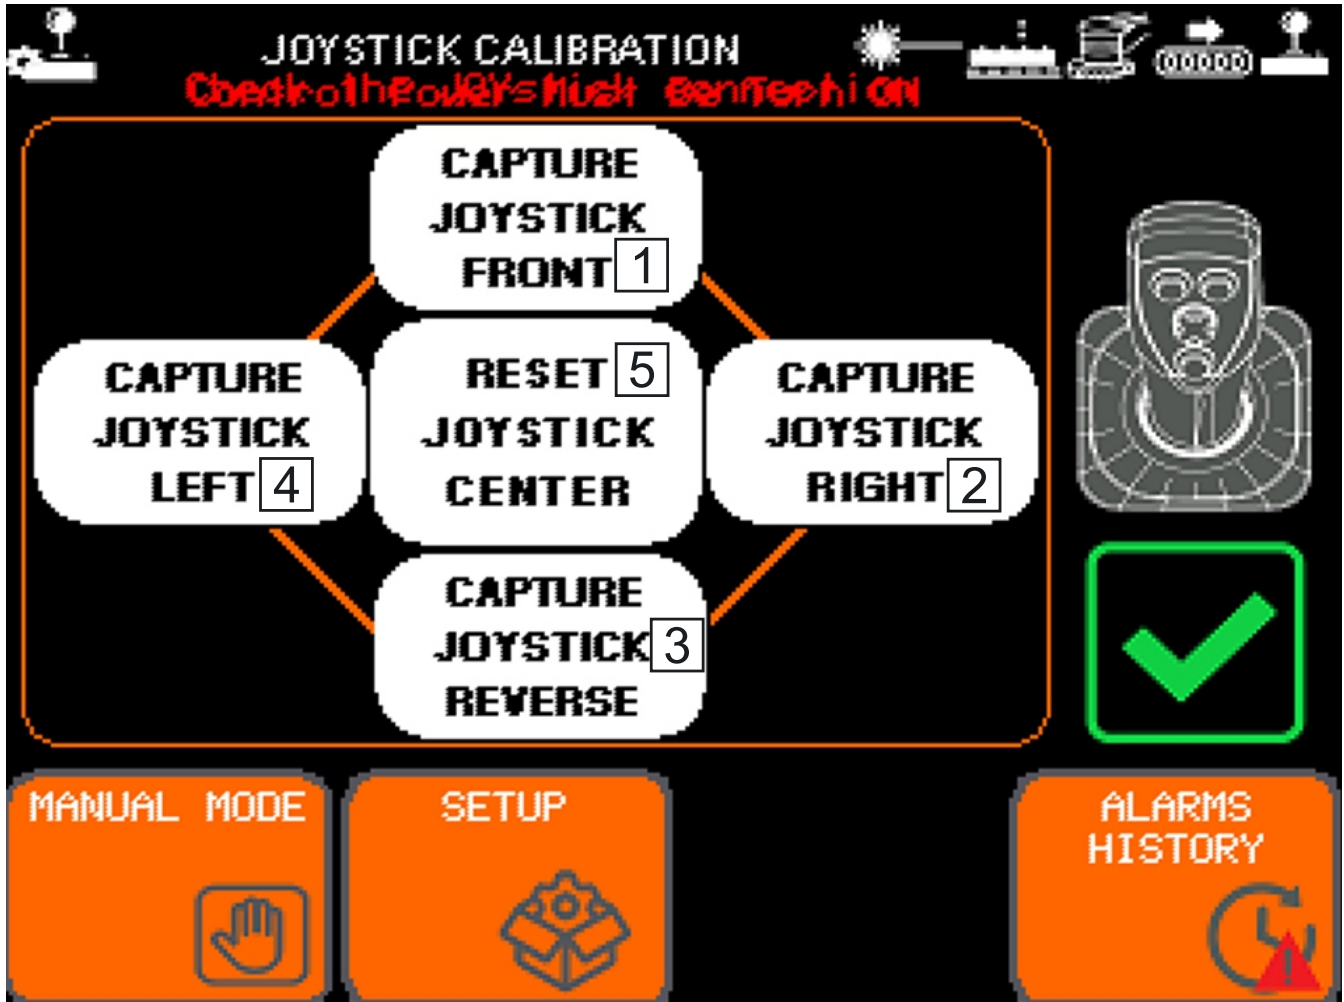 JOYSTICK CALIBRATION
CAPTURE
JOYSTICK
FRONT 1
CAPTURE
JOYSTICK
LEFT 4
RESET 5
JOYSTICK
CENTER
CAPTURE
JOYSTICK
RIGHT 2
CAPTURE
JOYSTICK 3
REVERSE
MANUAL MODE
SETUP
ALARMS
HISTORY